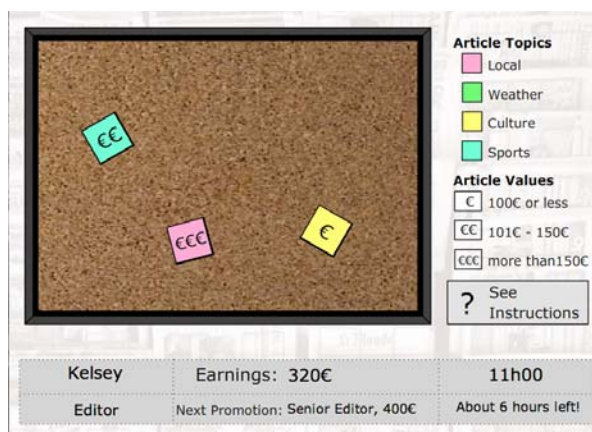 Article Topics
Local
Weather
Culture
Sports
Article Values
€ 100€ or less
€€ 101€ - 150€
€€€ more than150€
? See
Instructions
€€
€€€
€
Kelsey Earnings: 320€ 11h00
Editor Next Promotion: Senior Editor, 400€ About 6 hours left!